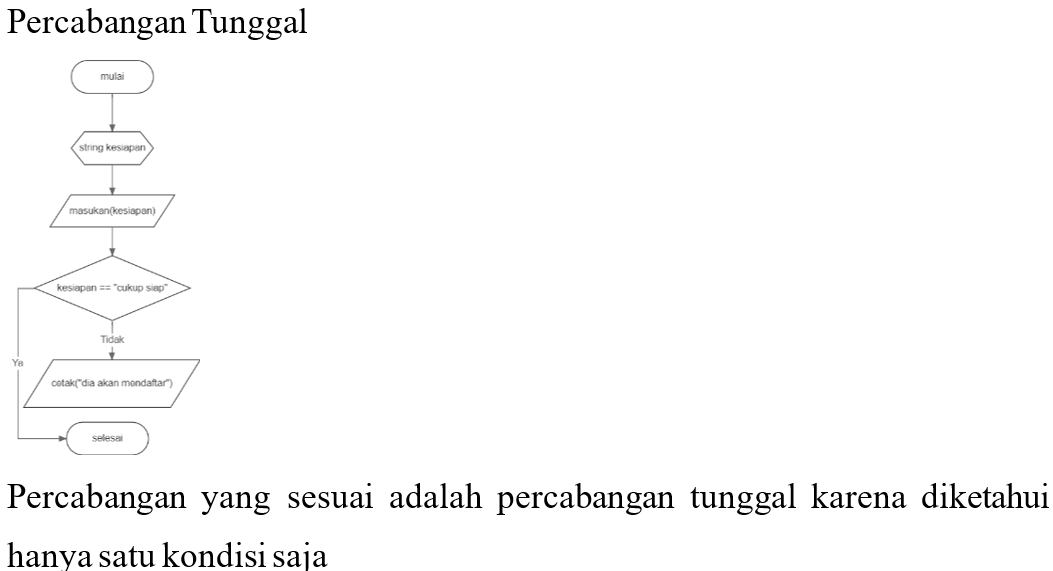 Percabangan Tunggal
mulai
string kesiapan
masukan(kesiapan)
kesiapan == "cukup siap"
Tidak
Ya
cetak("dia akan mendaftar")
selesai
Percabangan yang sesuai adalah percabangan tunggal karena diketahui
hanya satu kondisi saja